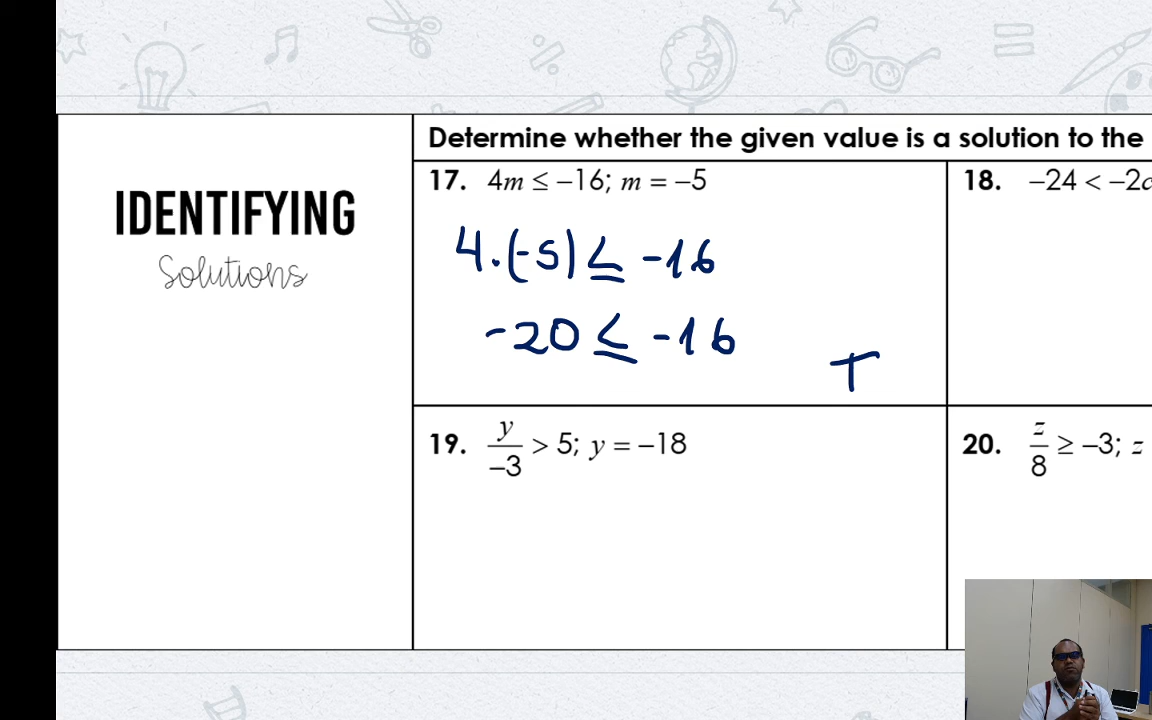 Determine whether the given value is a solution to the
IDENTIFYING
Solutions
17. 4m ≤ −16; m = −5
4.(-5) ≤ -16
-20 ≤ -16
T
18. −24 < −2
19. y/−3 > 5; y = −18
20. z/8 ≥ −3; z